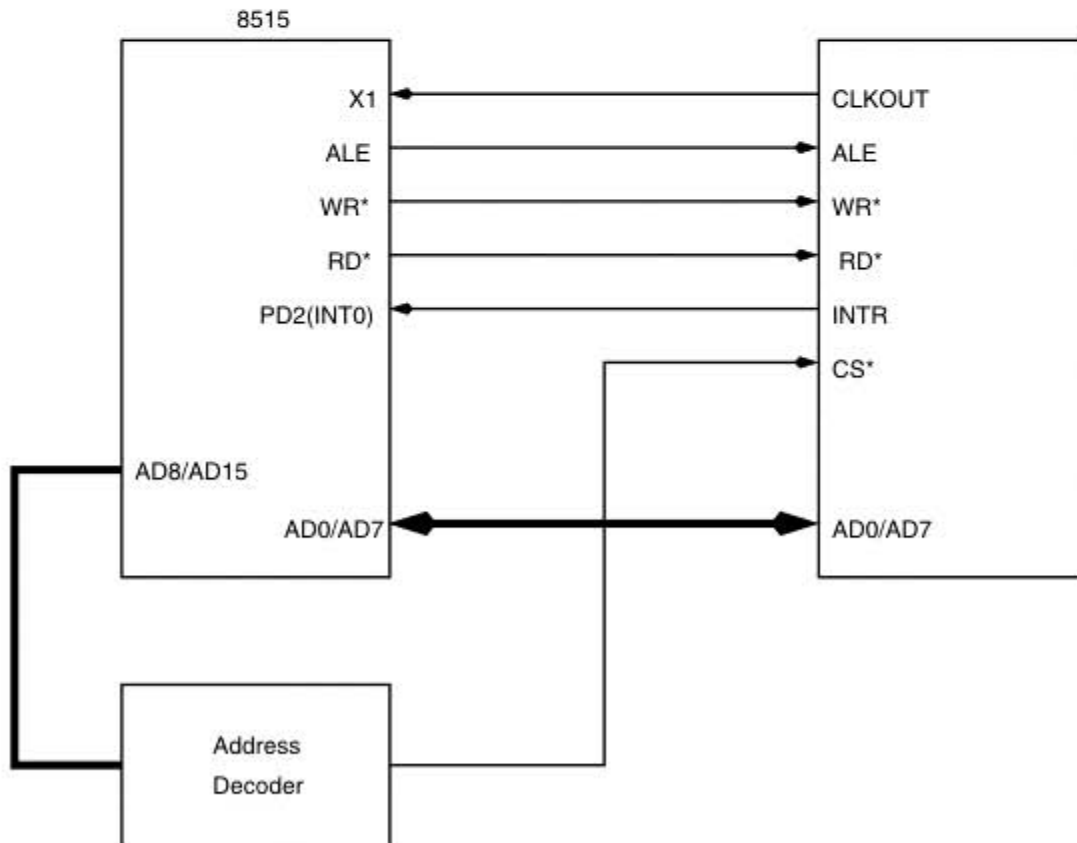 8515
X1
CLKOUT
ALE
ALE
WR*
WR*
RD*
RD*
PD2(INT0)
INTR
CS*
AD8/AD15
AD0/AD7
AD0/AD7
Address
Decoder